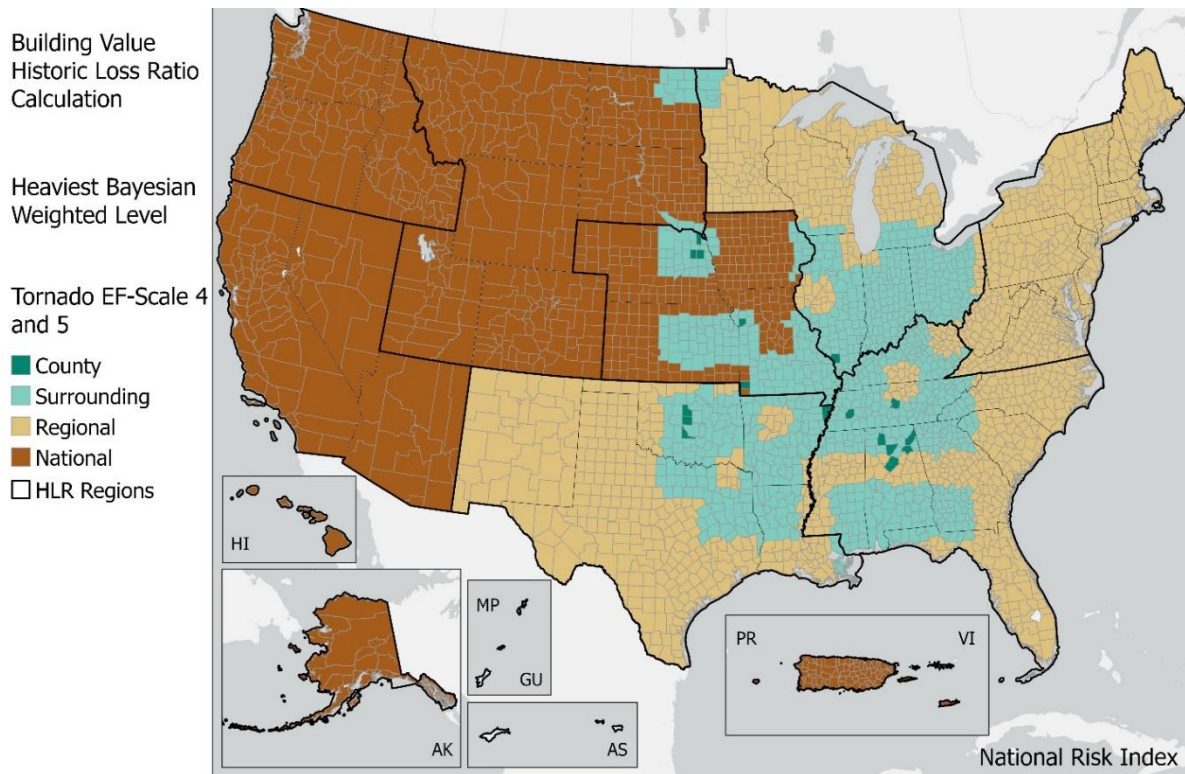 Building Value
Historic Loss Ratio
Calculation
Heaviest Bayesian
Weighted Level
Tornado EF-Scale 4
and 5
County
Surrounding
Regional
National
HLR Regions
HI
AK
MP
GU
AS
PR
VI
National Risk Index